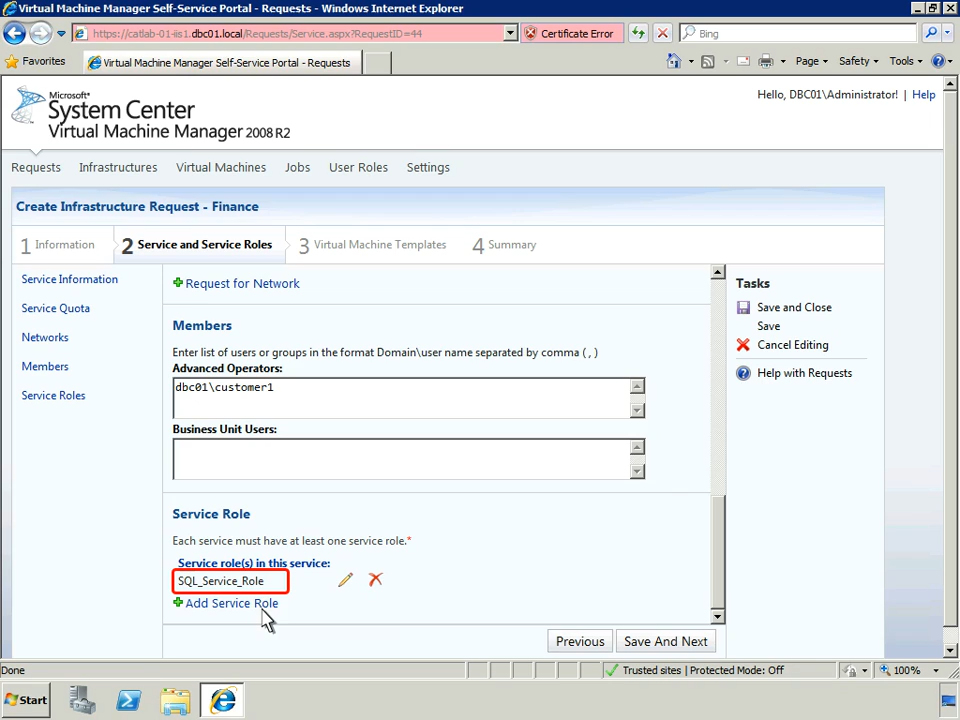 Virtual Machine Manager Self-Service Portal - Requests - Windows Internet Explorer
https://catlab-01-iis1.dbc01.local/Requests/Service.aspx?RequestID=44
Certificate Error
Bing
Favorites
Virtual Machine Manager Self-Service Portal - Requests
Page
Safety
Tools
Microsoft®
System Center
Virtual Machine Manager 2008 R2
Hello, DBC01\Administrator! | Help
Requests
Infrastructures
Virtual Machines
Jobs
User Roles
Settings
Create Infrastructure Request - Finance
1 Information
2 Service and Service Roles
3 Virtual Machine Templates
4 Summary
Service Information
Service Quota
Networks
Members
Service Roles
Request for Network
Members
Enter list of users or groups in the format Domain\user name separated by comma ( , )
Advanced Operators:
dbc01\customer1
Business Unit Users:
Service Role
Each service must have at least one service role.*
Service role(s) in this service:
SQL_Service_Role
Add Service Role
Previous
Save And Next
Tasks
Save and Close
Save
Cancel Editing
Help with Requests
Done
Trusted sites | Protected Mode: Off
100%
Start